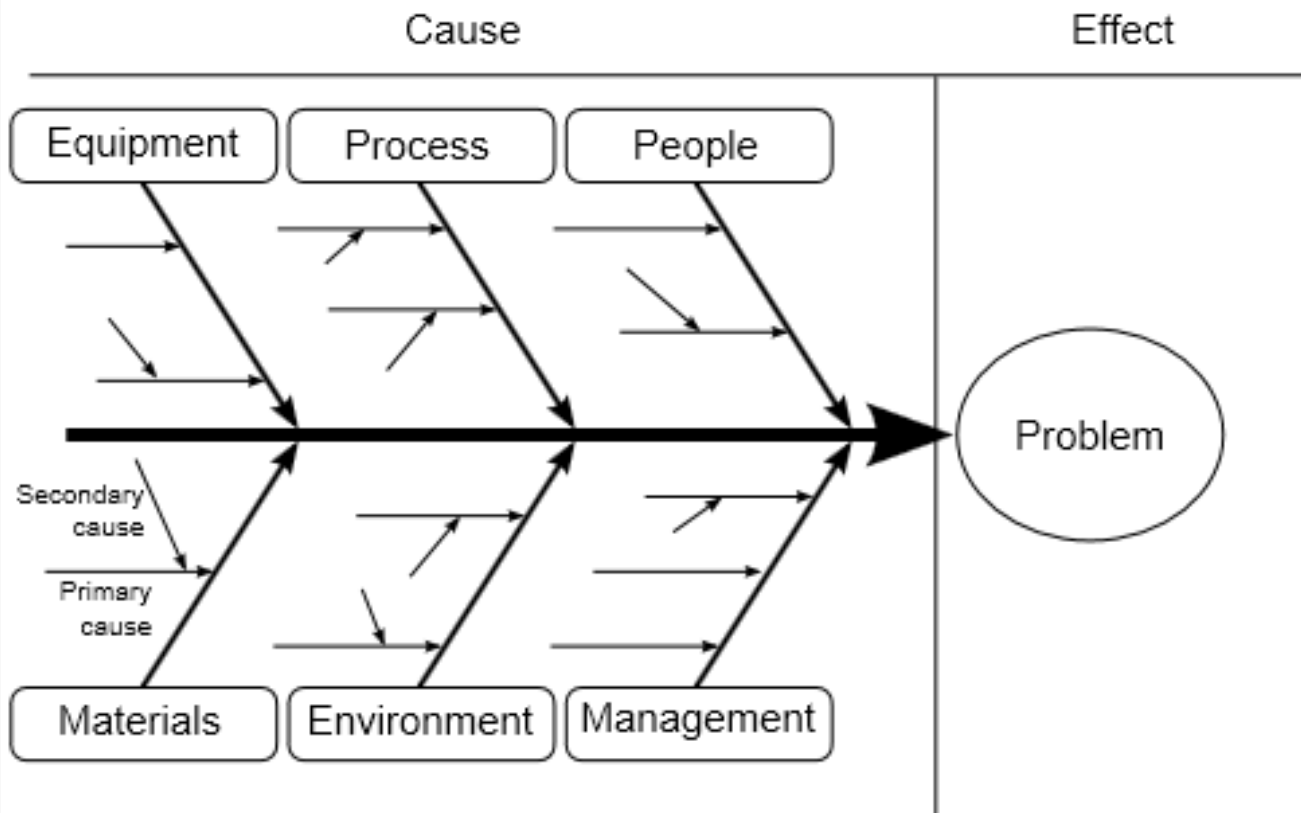 Cause
Effect
Equipment
Process
People
Problem
Secondary
cause
Primary
cause
Materials
Environment
Management